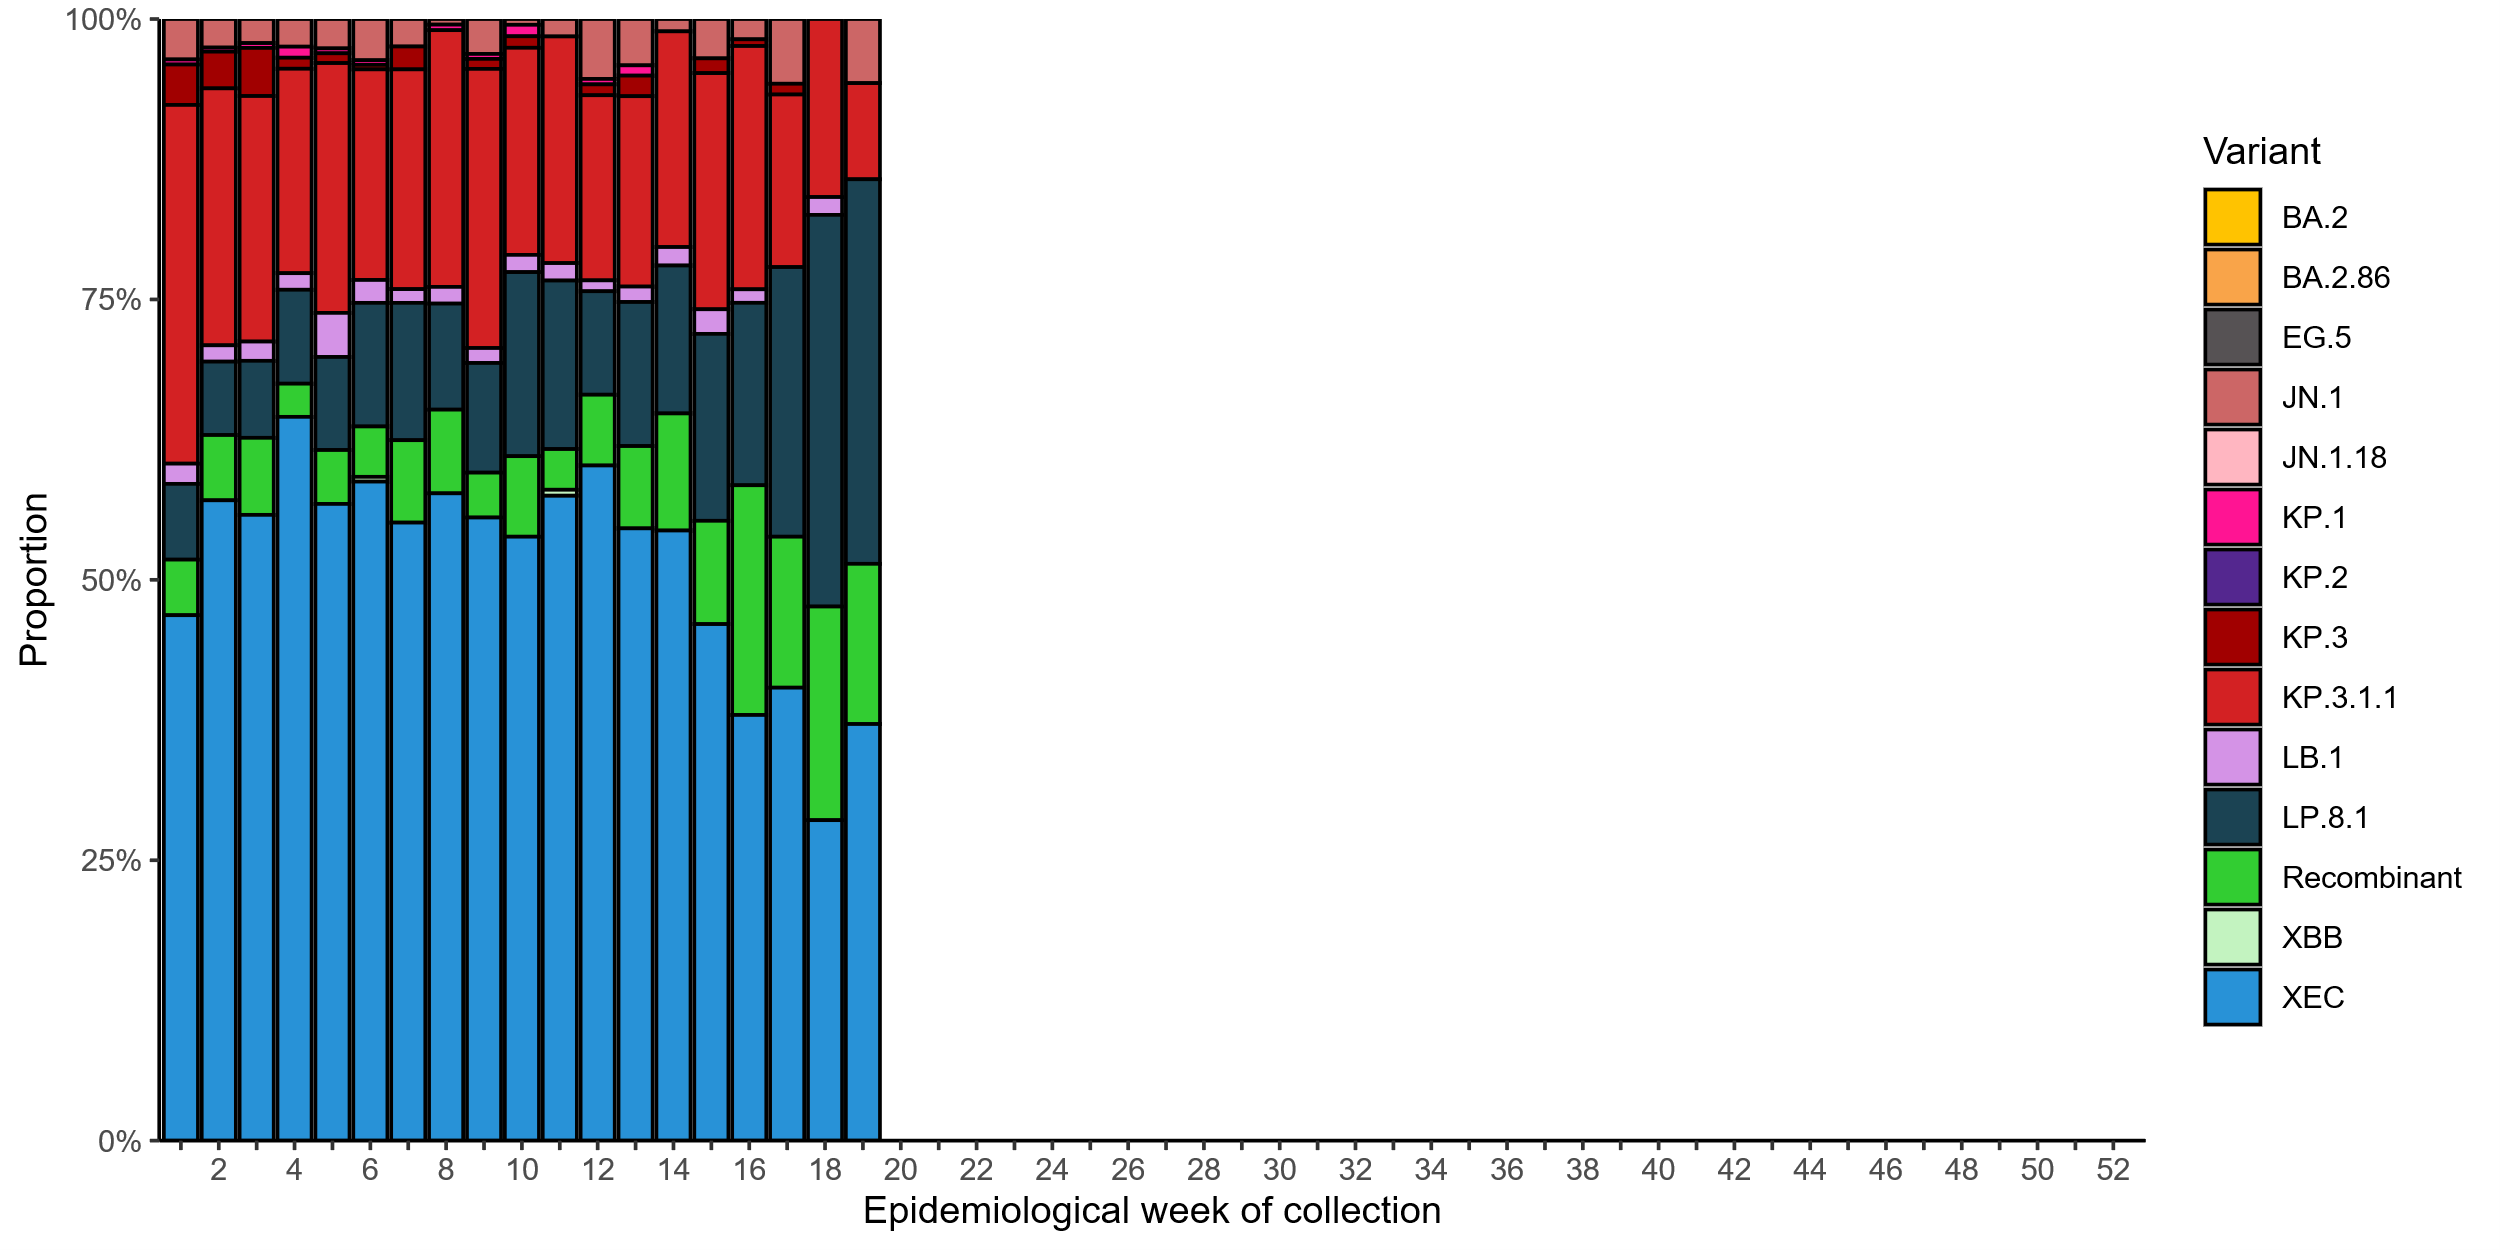 Proportion
100%
75%
50%
25%
0%
2 4 6 8 10 12 14 16 18 20 22 24 26 28 30 32 34 36 38 40 42 44 46 48 50 52
Epidemiological week of collection
Variant
BA.2
BA.2.86
EG.5
JN.1
JN.1.18
KP.1
KP.2
KP.3
KP.3.1.1
LB.1
LP.8.1
Recombinant
XBB
XEC